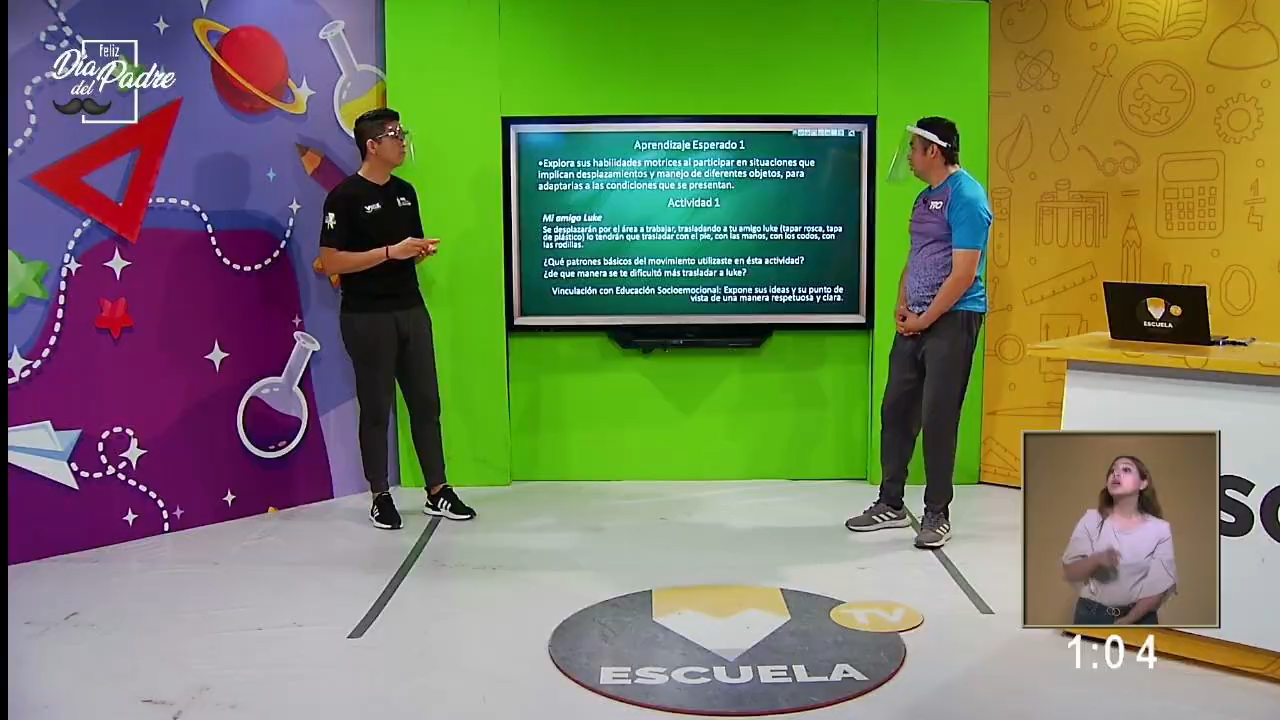 Feliz
Día
del Padre
Aprendizaje Esperado 1
•Explora sus habilidades motrices al participar en situaciones que
implican desplazamientos y manejo de diferentes objetos, para
adaptarlas a las condiciones que se presentan.
Actividad 1
Mi amigo Luke
Se desplazarán por el área a trabajar, trasladando a tu amigo luke (tapar rosca, tapa
de plástico) lo tendrán que trasladar con el pie, con las manos, con los codos, con
las rodillas.
¿Qué patrones básicos del movimiento utilizaste en ésta actividad?
¿de que manera se te dificultó más trasladar a luke?
Vinculación con Educación Socioemocional: Expone sus ideas y su punto de
vista de una manera respetuosa y clara.
ESCUELA
TV
ESCUELA
1:04